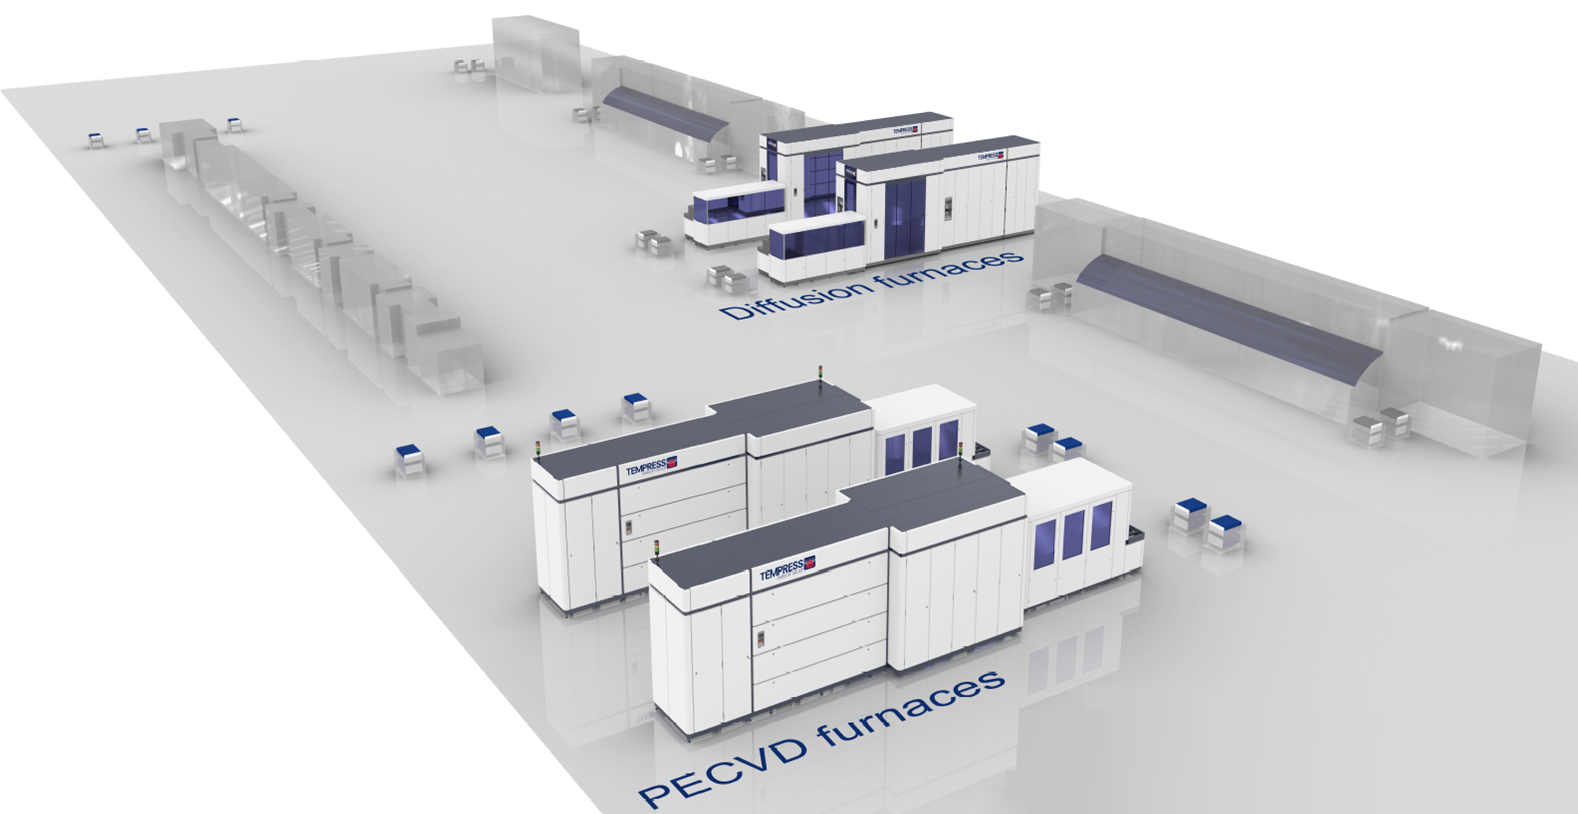 TEMPRESS
TEMPRESS
Diffusion furnaces
TEMPRESS
TEMPRESS
PECVD furnaces